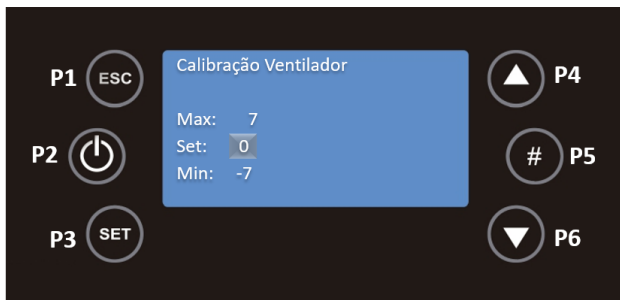 P1 ESC
Calibração Ventilador
P4
Max: 7
P2
Set: 0
# P5
Min: -7
P3 SET
P6